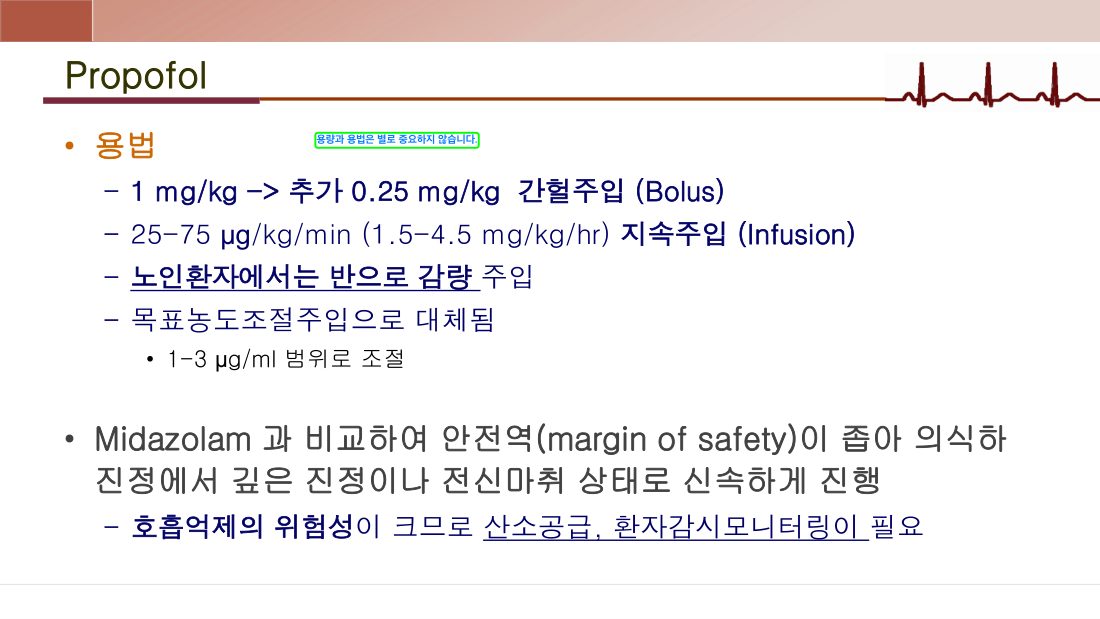 Propofol
• 용법
용량과 용법은 별로 중요하지 않습니다.
– 1 mg/kg –> 추가 0.25 mg/kg 간헐주입 (Bolus)
– 25–75 μg/kg/min (1.5–4.5 mg/kg/hr) 지속주입 (Infusion)
– 노인환자에서는 반으로 감량 주입
– 목표농도조절주입으로 대체됨
• 1–3 μg/ml 범위로 조절
• Midazolam 과 비교하여 안전역(margin of safety)이 좁아 의식하
진정에서 깊은 진정이나 전신마취 상태로 신속하게 진행
– 호흡억제의 위험성이 크므로 산소공급, 환자감시모니터링이 필요